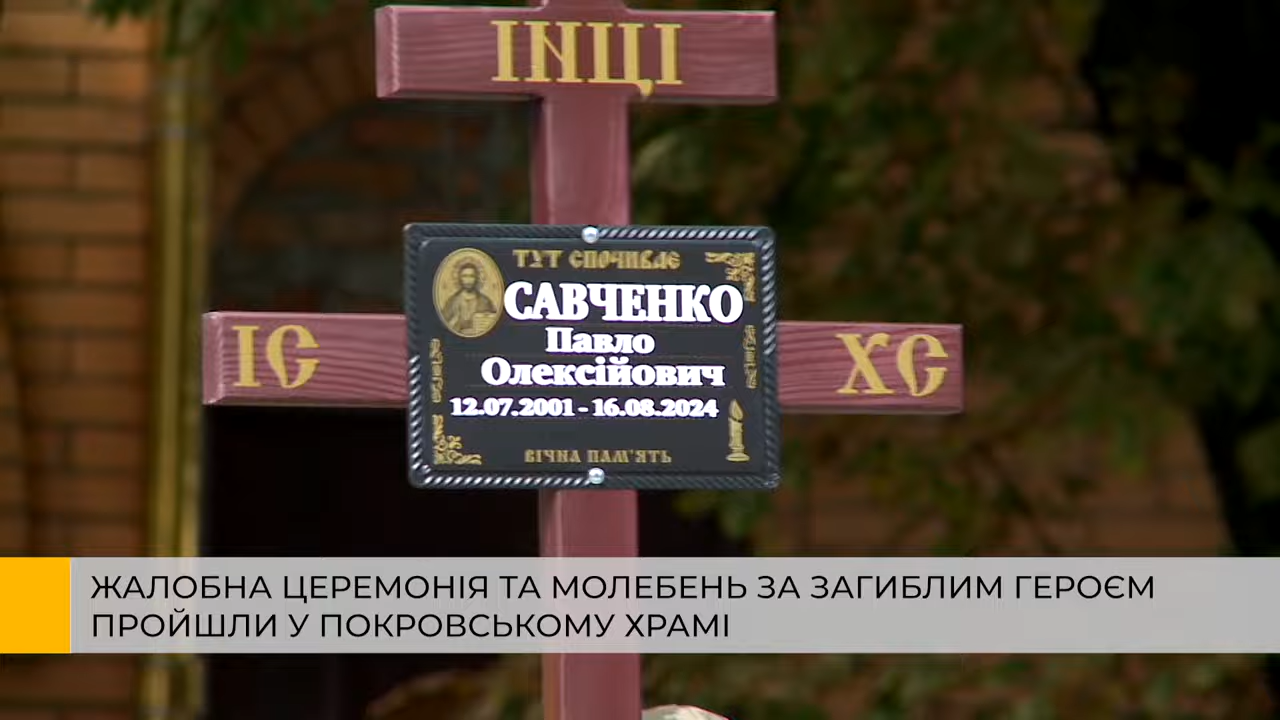 ІНЦІ
ТУТ СПОЧИВАЄ
САВЧЕНКО
Павло
Олексійович
12.07.2001 - 16.08.2024
ВІЧНА ПАМ'ЯТЬ
ІС
ХС
ЖАЛОБНА ЦЕРЕМОНІЯ ТА МОЛЕБЕНЬ ЗА ЗАГИБЛИМ ГЕРОЄМ
ПРОЙШЛИ У ПОКРОВСЬКОМУ ХРАМІ